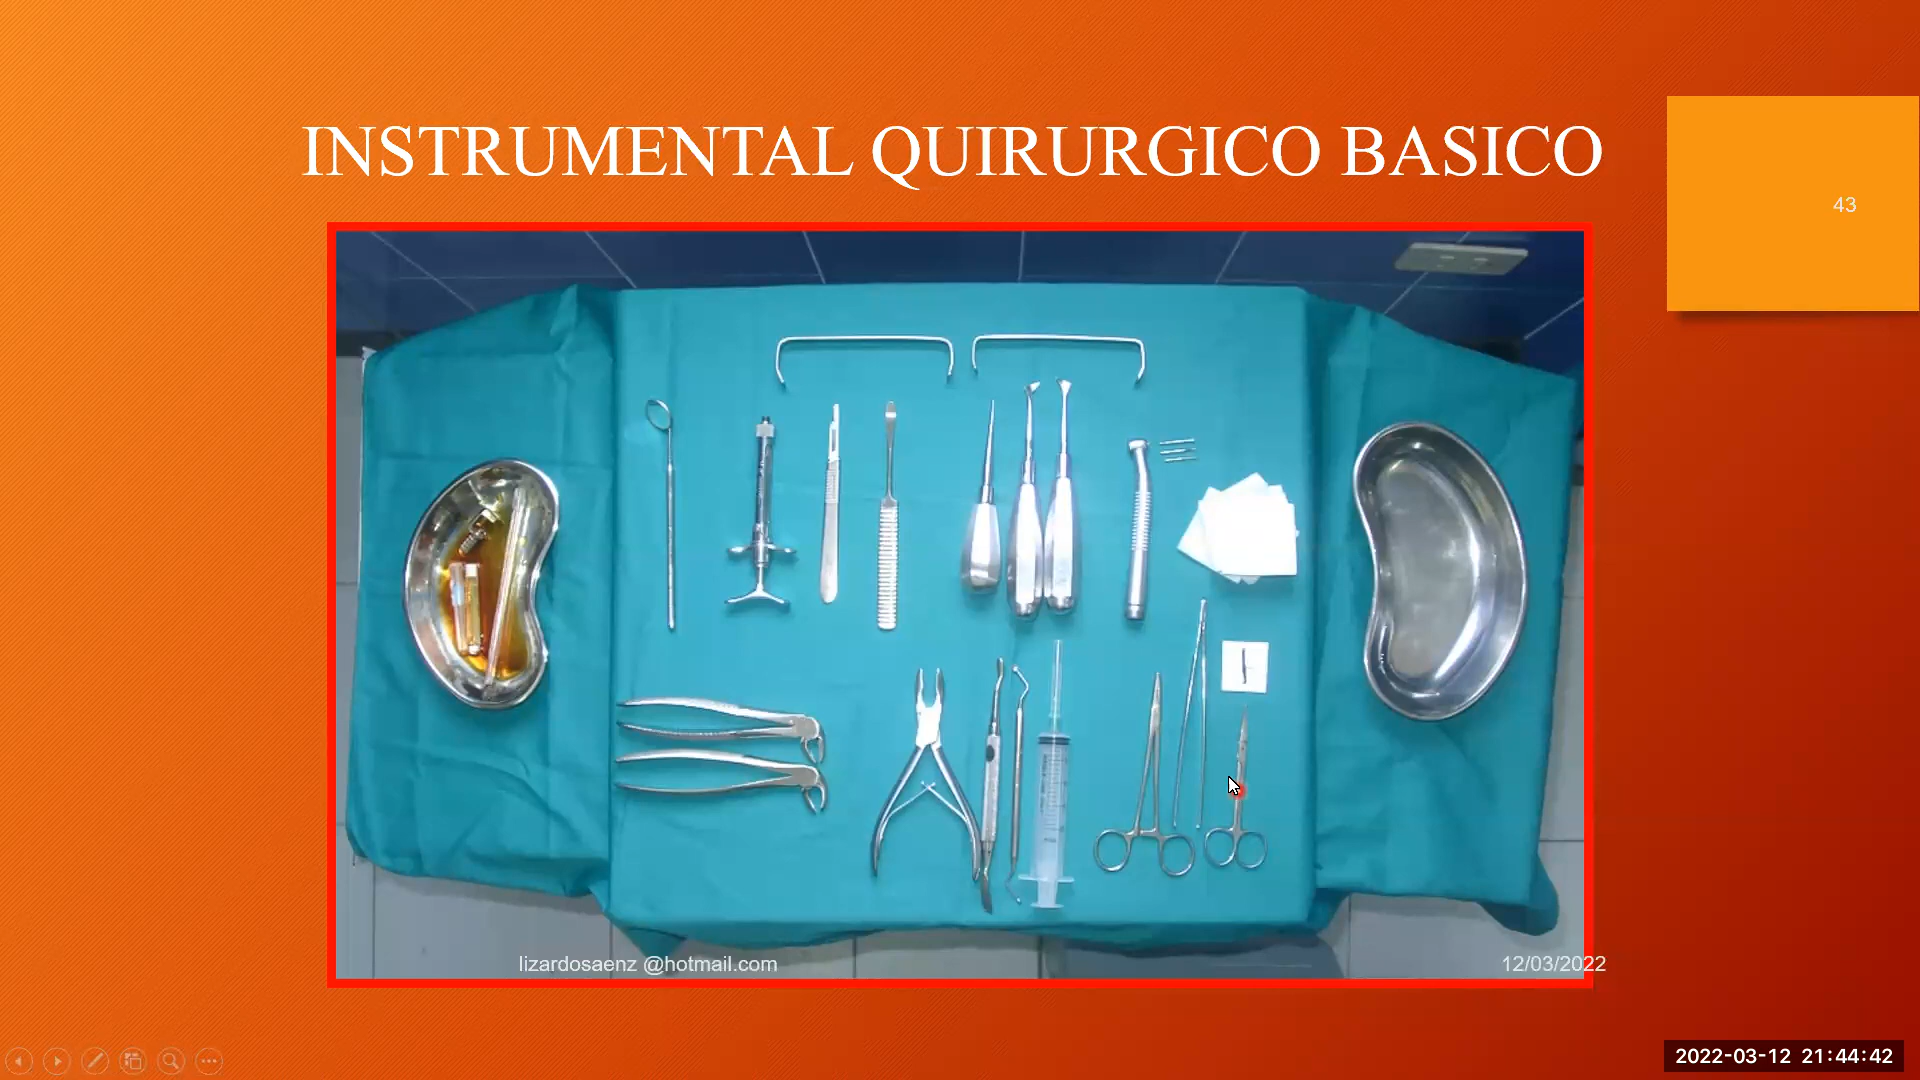 INSTRUMENTAL QUIRURGICO BASICO
43
lizardosaenz @hotmail.com
12/03/2022
2022-03-12 21:44:42